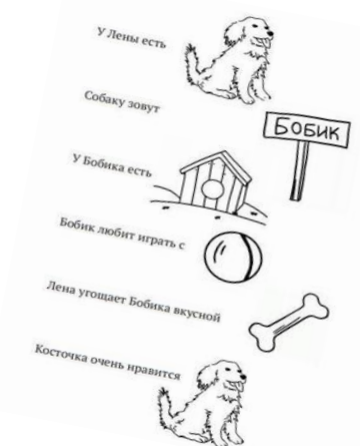 У Лены есть
Собаку зовут
БОБИК
У Бобика есть
Бобик любит играть с
Лена угощает Бобика вкусной
Косточка очень нравится